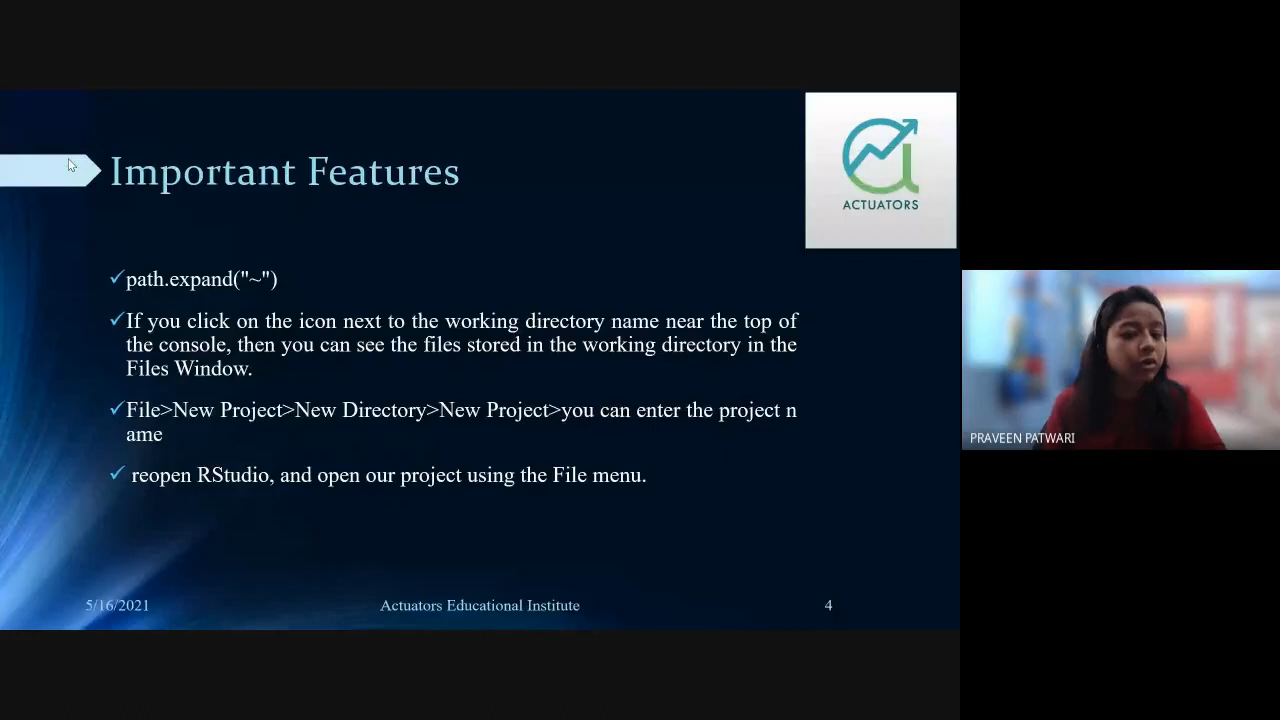 Important Features
ACTUATORS
path.expand("~")
If you click on the icon next to the working directory name near the top of
the console, then you can see the files stored in the working directory in the
Files Window.
File>New Project>New Directory>New Project>you can enter the project n
ame
reopen RStudio, and open our project using the File menu.
PRAVEEN PATWARI
5/16/2021
Actuators Educational Institute
4